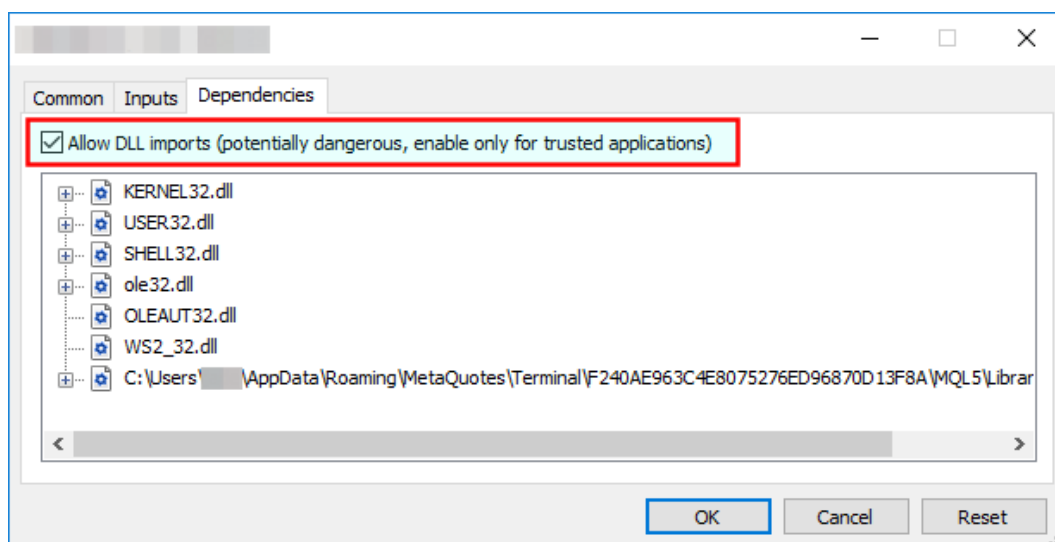 Common Inputs Dependencies
Allow DLL imports (potentially dangerous, enable only for trusted applications)
KERNEL32.dll
USER32.dll
SHELL32.dll
ole32.dll
OLEAUT32.dll
WS2_32.dll
C:\Users\ \AppData\Roaming\MetaQuotes\Terminal\F240AE963C4E8075276ED96870D13F8A\MQL5\Librar
OK Cancel Reset